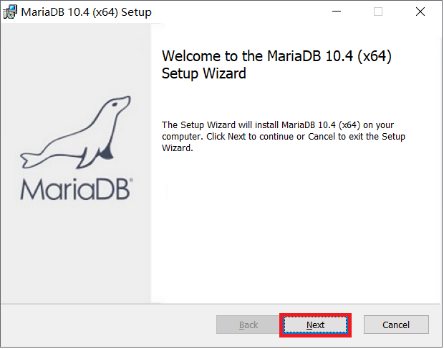 MariaDB 10.4 (x64) Setup
Welcome to the MariaDB 10.4 (x64)
Setup Wizard
The Setup Wizard will install MariaDB 10.4 (x64) on your
computer. Click Next to continue or Cancel to exit the Setup
Wizard.
MariaDB
Back
Next
Cancel